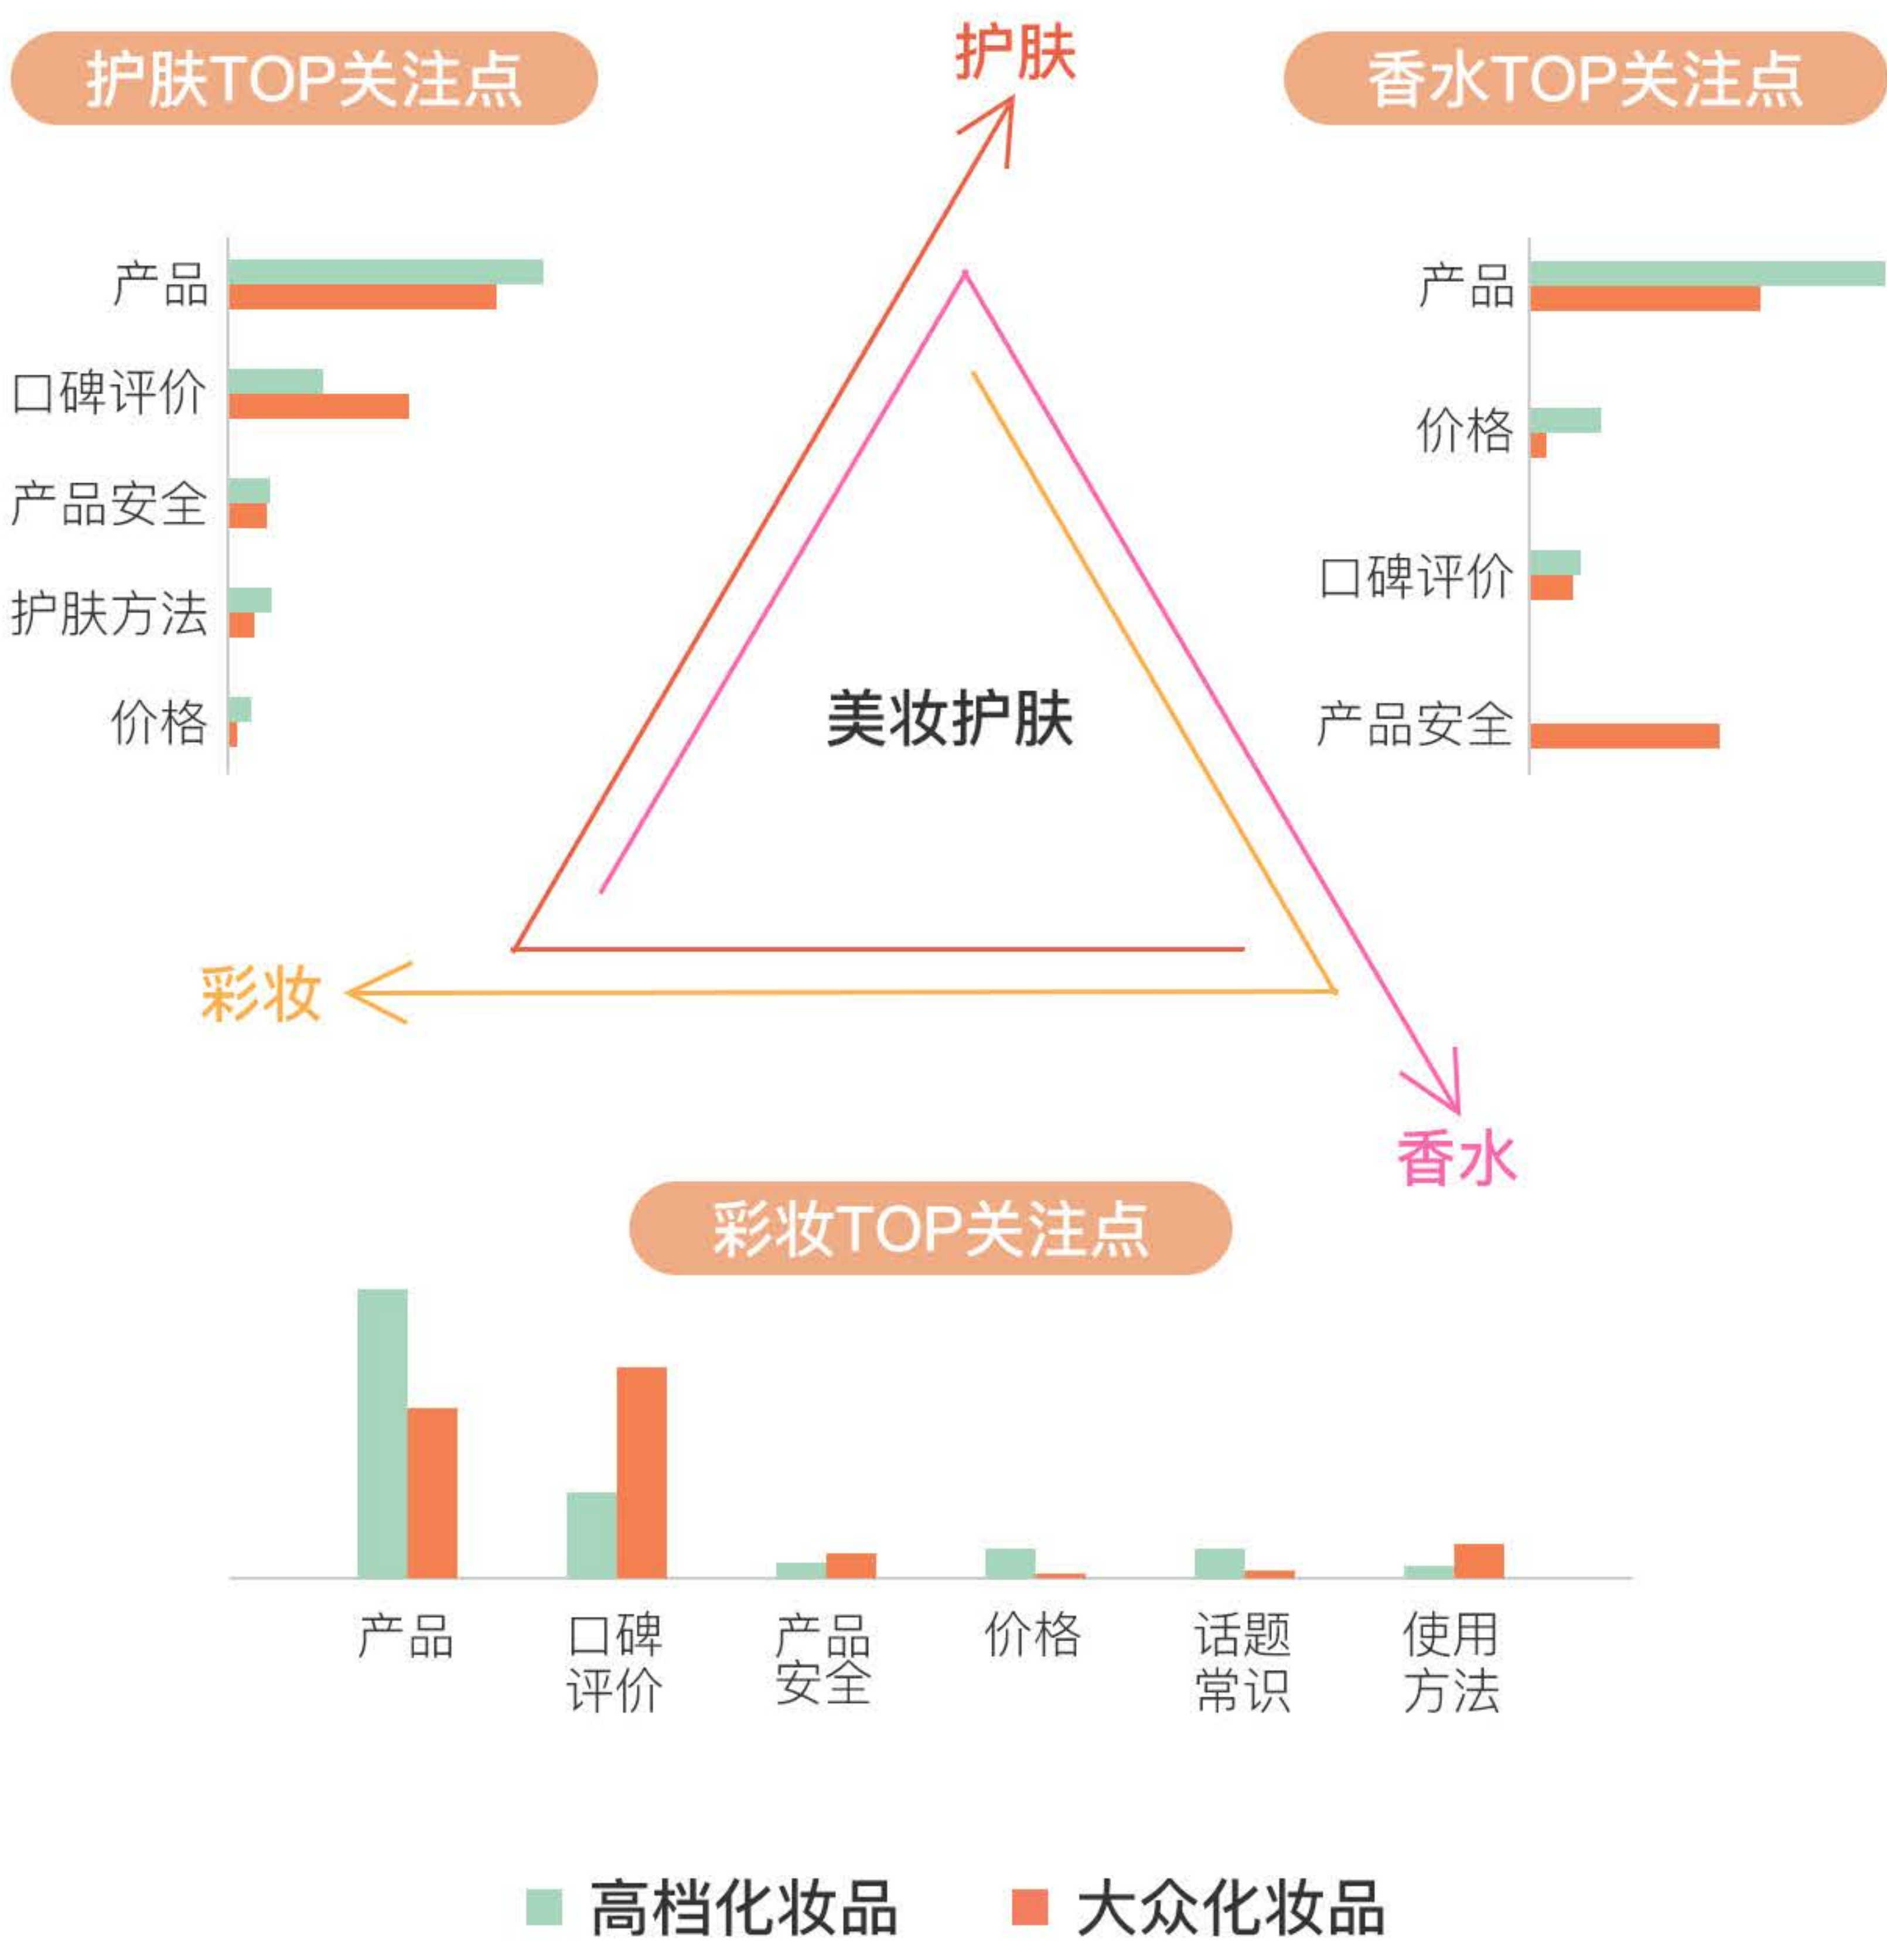 护肤TOP关注点
产品
口碑评价
产品安全
护肤方法
价格
护肤
香水TOP关注点
产品
价格
口碑评价
产品安全
美妆护肤
彩妆
香水
彩妆TOP关注点
产品
口碑
评价
产品
安全
价格
话题
常识
使用
方法
高档化妆品
大众化妆品